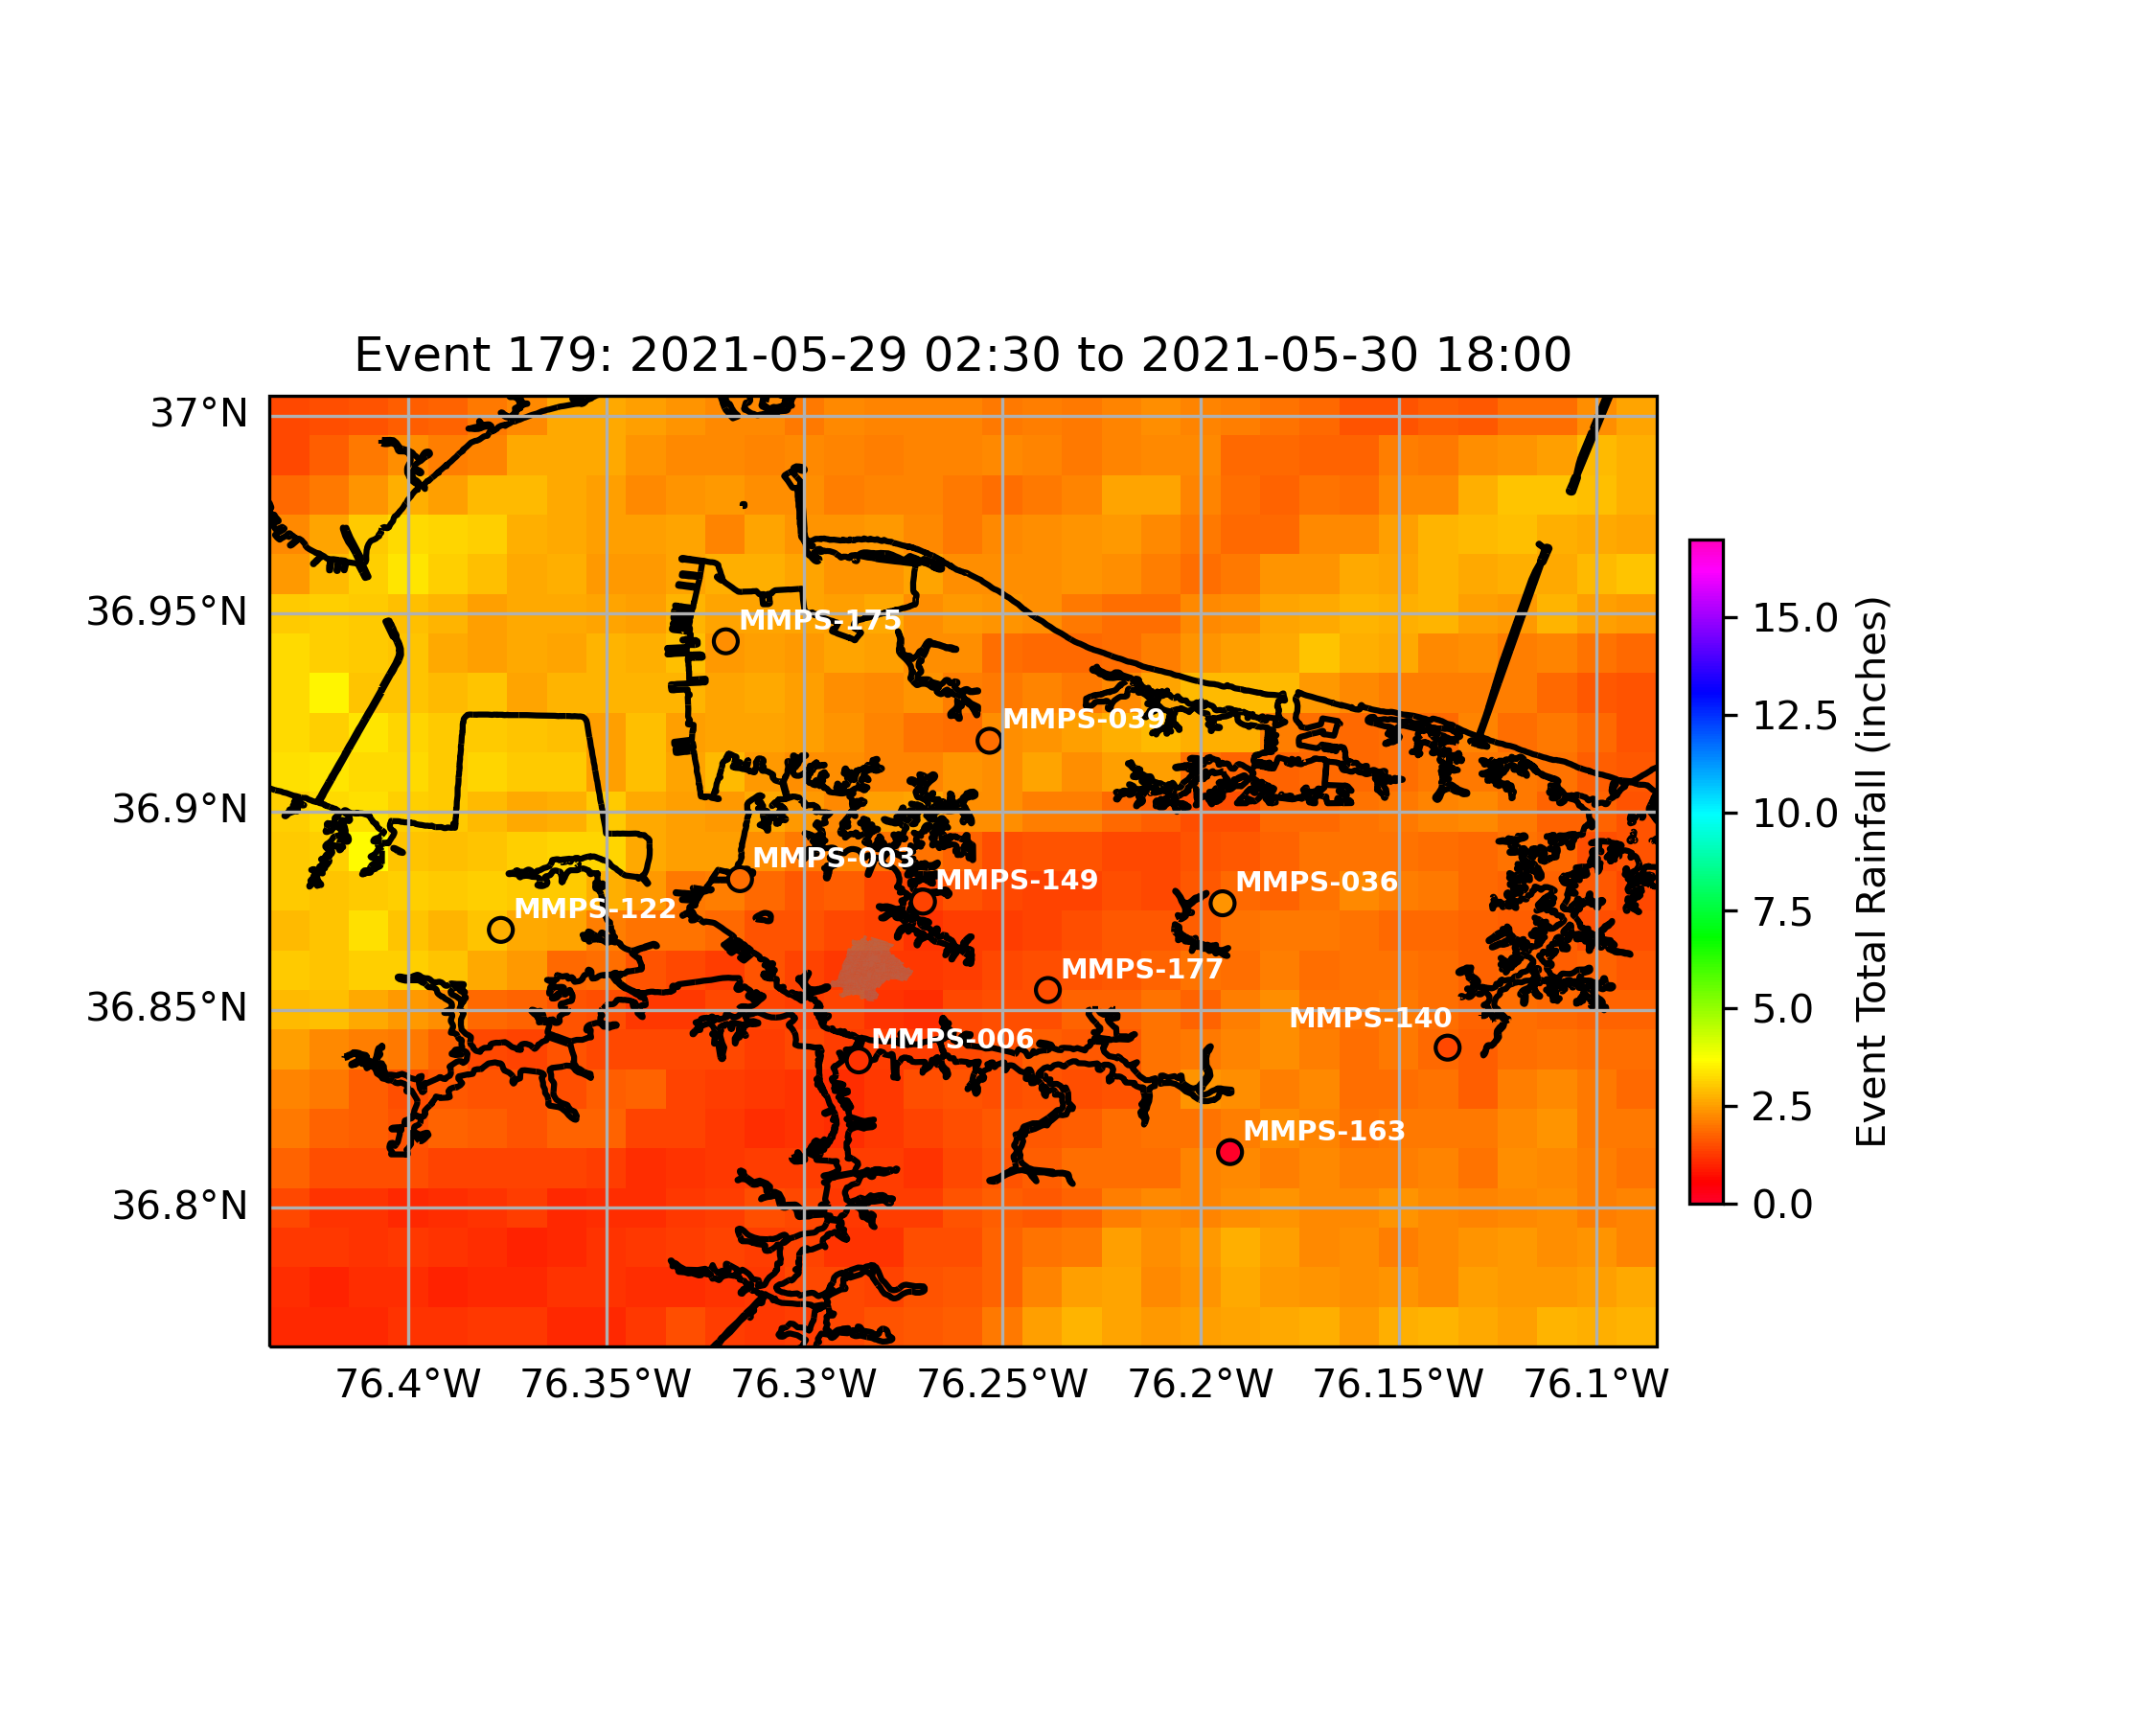 Event 179: 2021-05-29 02:30 to 2021-05-30 18:00
37°N
36.95°N
36.9°N
36.85°N
36.8°N
MMPS-175
MMPS-039
MMPS-003
MMPS-149
MMPS-036
MMPS-122
MMPS-177
MMPS-140
MMPS-006
MMPS-163
76.4°W 76.35°W 76.3°W 76.25°W 76.2°W 76.15°W 76.1°W
15.0
12.5
10.0
7.5
5.0
2.5
0.0
Event Total Rainfall (inches)